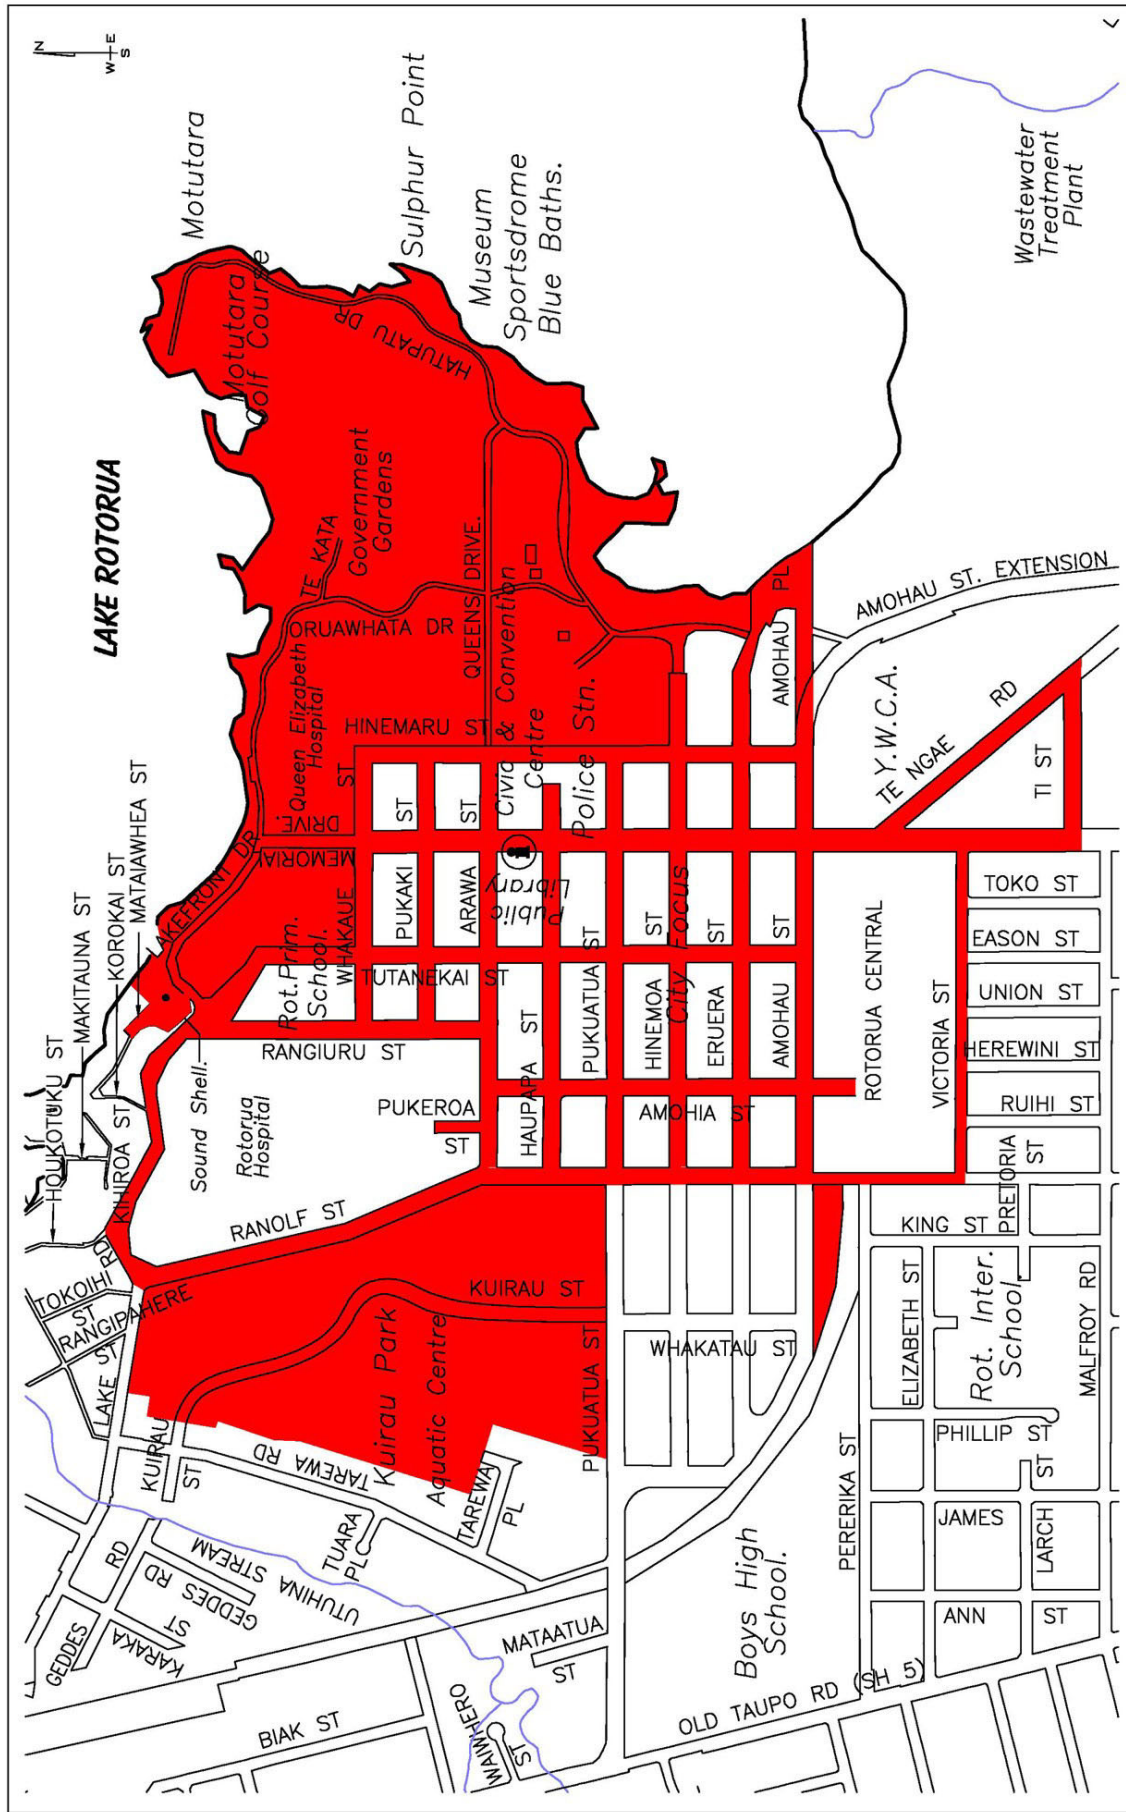 N
W E
S
LAKE ROTORUA
Motutara
Motutara
Golf Course
Sulphur Point
Museum
Sportsdrome
Blue Baths.
Wastewater
Treatment
Plant
HATUPATU DR
Government
Gardens
TE KATA
ORUAWHATA DR
QUEENS DRIVE.
Queen Elizabeth
Hospital
HINEMARU ST
Civic & Convention
Centre
Police Stn.
AMOHAU PL
AMOHAU ST. EXTENSION
Y.W.C.A.
TE NGAE RD
TI ST
HOUKOTUKU ST
MAKITAUNA ST
KOROKAI ST
MATAIAWHEA ST
LAKEFRONT DR
MEMORIAL DRIVE.
WHAKAUE ST
PUKAKI ST
ARAWA ST
i
Public
Library
Rot.Prim.
School.
TUTANEKAI ST
RANGIURU ST
Sound Shell.
KIHIROA ST
Rotorua
Hospital
PUKEROA
ST
HAUPAPA ST
PUKUATUA ST
HINEMOA ST
City Focus
ERUERA ST
AMOHAU ST
AMOHIA ST
ROTORUA CENTRAL
VICTORIA ST
TOKO ST
EASON ST
UNION ST
HEREWINI ST
RUIHI ST
PRETORIA
ST
RANOLF ST
KUIRAU ST
TOKOIHI RD
RANGIPAHERE
ST
LAKE ST
KUIRAU
ST
Kuirau Park
Aquatic Centre
TAREWA RD
TAREWA
PL
PUKUATUA ST
WHAKATAU ST
KING ST
ELIZABETH ST
Rot. Inter.
School.
MALFROY RD
PHILLIP ST
PERERIKA ST
JAMES
ST
LARCH
ST
ANN
Boys High
School.
TUARA
PL
UTUHINA
STREAM
GEDDES RD
GEDDES
RD
KARAKA
ST
MATAATUA
ST
WAIWHERO
ST
BIAK ST
OLD TAUPO RD (SH 5)